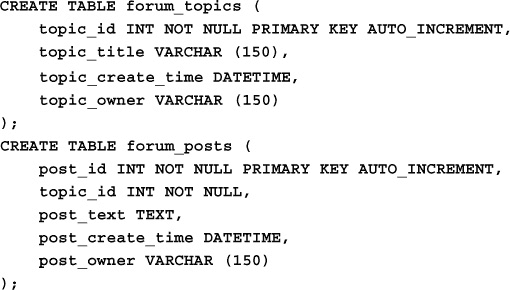 CREATE TABLE forum_topics (
    topic_id INT NOT NULL PRIMARY KEY AUTO_INCREMENT,
    topic_title VARCHAR (150),
    topic_create_time DATETIME,
    topic_owner VARCHAR (150)
);
CREATE TABLE forum_posts (
    post_id INT NOT NULL PRIMARY KEY AUTO_INCREMENT,
    topic_id INT NOT NULL,
    post_text TEXT,
    post_create_time DATETIME,
    post_owner VARCHAR (150)
);